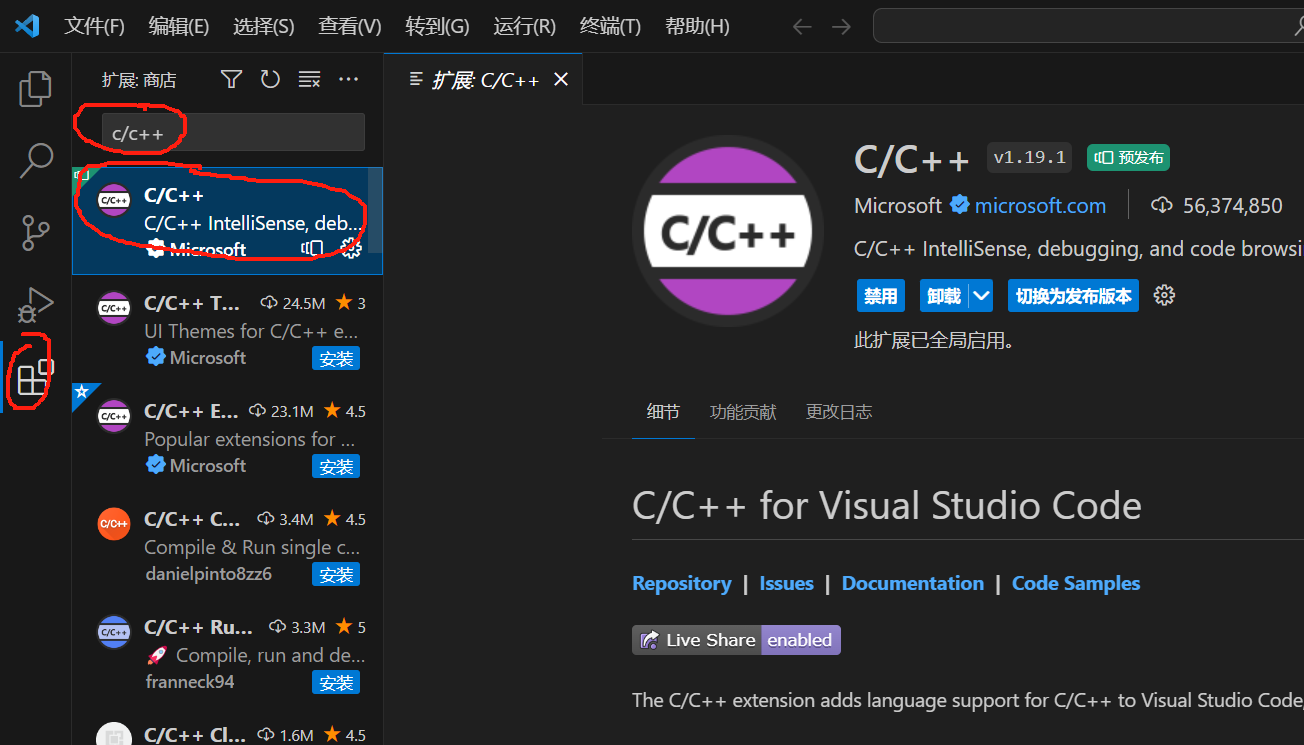 文件(F) 编辑(E) 选择(S) 查看(V) 转到(G) 运行(R) 终端(T) 帮助(H)
扩展: 商店
c/c++
C/C++
C/C++ IntelliSense, deb...
Microsoft
C/C++ T... 24.5M 3
UI Themes for C/C++ e...
Microsoft 安装
C/C++ E... 23.1M 4.5
Popular extensions for ...
Microsoft 安装
C/C++ C... 3.4M 4.5
Compile & Run single c...
danielpinto8zz6 安装
C/C++ Ru... 3.3M 5
🚀 Compile, run and de...
franneck94 安装
C/C++ Cl... 1.6M 4.5
扩展: C/C++
C/C++
C/C++ v1.19.1 预发布
Microsoft microsoft.com 56,374,850
C/C++ IntelliSense, debugging, and code browsi
禁用 卸载 切换为发布版本
此扩展已全局启用。
细节 功能贡献 更改日志
C/C++ for Visual Studio Code
Repository | Issues | Documentation | Code Samples
Live Share enabled
The C/C++ extension adds language support for C/C++ to Visual Studio Code,